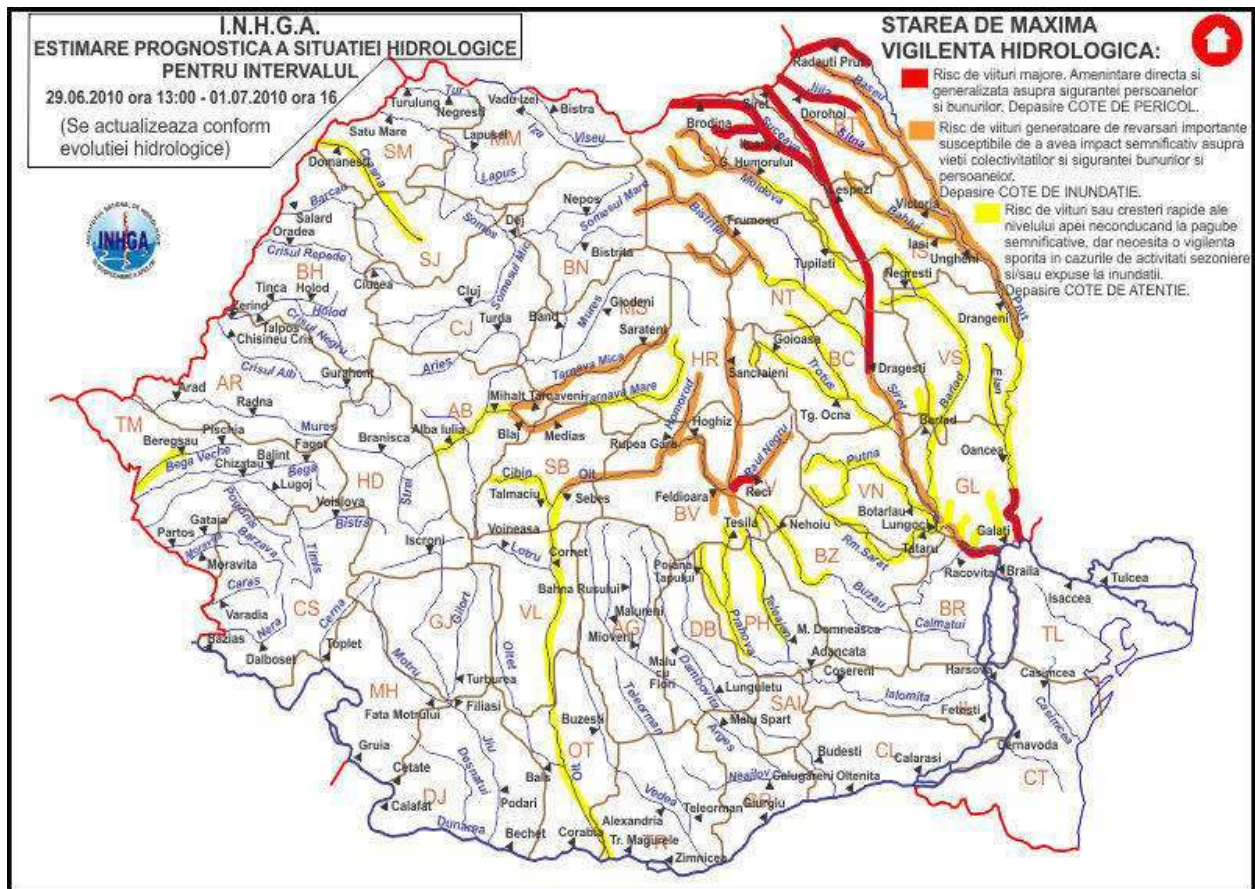 I.N.H.G.A.
ESTIMARE PROGNOSTICA A SITUATIEI HIDROLOGICE
PENTRU INTERVALUL
29.06.2010 ora 13:00 - 01.07.2010 ora 16
(Se actualizeaza conform
evolutiei hidrologice)
STAREA DE MAXIMA
VIGILENTA HIDROLOGICA:
Risc de viituri majore. Amenintare directa si
generalizata asupra sigurantei persoanelor
si bunurilor. Depasire COTE DE PERICOL.
Risc de viituri generatoare de revarsari importante
susceptibile de a avea impact semnificativ asupra
vietii colectivitatilor si sigurantei bunurilor si
persoanelor.
Depasire COTE DE INUNDATIE.
Risc de viituri sau cresteri rapide ale
nivelului apei neconducand la pagube
semnificative, dar necesita o vigilenta
sporita in cazurile de activitati sezoniere
si/sau expuse la inundatii.
Depasire COTE DE ATENTIE.
INHGA
Radauti Prut
Baseu
Jijia
Siret
Dorohoi
Sitna
Brodina
Suceava
SV
G. Humorului
Moldova
Lespezi
Victoria
Bahlui
Iasi
IS
Ungheni
Prut
Negresti
Drangeni
Turulung
Tur
Negresti
Vadu Izei
Bistra
Iza
Viseu
Satu Mare
Lapusel
MM
SM
Domanesti
Crasna
Lapus
Barcau
Salard
Oradea
Crisul Repede
BH
Tinca
Holod
Holod
Zerind
Talpos
Chisineu Cris
Crisul Negru
Ciucea
SJ
Somes
Dej
Nepos
Somesul Mare
Bistrita
BN
Somesul Mic
Cluj
CJ
Turda
Band
Mures
Glodeni
MS
Sarateni
Bistrita
Frumosu
Tupilati
NT
Goioasa
BC
Trotus
Dragesti
VS
Barlad
Elan
Siret
Tg. Ocna
Barlad
Oancea
HR
Sancraieni
Homorod
Hoghiz
Rupea Gara
Raul Negru
Reci
Feldioara
BV
Crisul Alb
Gurahont
Aries
AR
Arad
Radna
Mures
Tarnava Mica
Tarnava Mare
Mihalt
Tarnaveni
AB
Alba Iulia
Blaj
Medias
Branisca
TM
Pischia
Beregsau
Bega Veche
Chizatau
Balint
Faget
Bega
Lugoj
Voislova
HD
Strei
Bistra
Iscroni
SB
Cibin
Olt
Talmaciu
Sebes
Voineasa
Lotru
Cornet
Poganis
Gataia
Partos
Moravita
Barzava
Timis
Moravita
Caras
CS
Varadia
Nera
Bazias
Dalboset
Cerna
Toplet
GJ
Gilort
VL
Oltet
Bahna Rusului
Malureni
AG
Mioveni
Malu
cu
Flori
Poiana
Tapului
Tesila
Nehoiu
DB
Prahova
PH
Teleajen
M. Domneasca
Adancata
Cosereni
BZ
Buzau
Putna
VN
Botarlau
Lungoci
Tataru
Rm.Sarat
GL
Galati
Racovita
Braila
BR
Calmatui
Isaccea
Tulcea
TL
Harsova
Casimcea
Casimcea
Motru
MH
Turburea
Filiasi
Fata Motrului
Gruia
Cetate
Calafat
DJ
Desnatui
Jiu
Podari
Bals
Dunarea
Bechet
Corabia
OT
Olt
Buzesti
Teleorman
Dambovita
Lunguletu
Malu Spart
Arges
SAI
Ialomita
Fetesti
Cernavoda
CT
Budesti
CL
Calarasi
Neajlov
Calugareni
Oltenita
Giurgiu
Vedea
Teleorman
Alexandria
TR
Tr. Magurele
Zimnicea